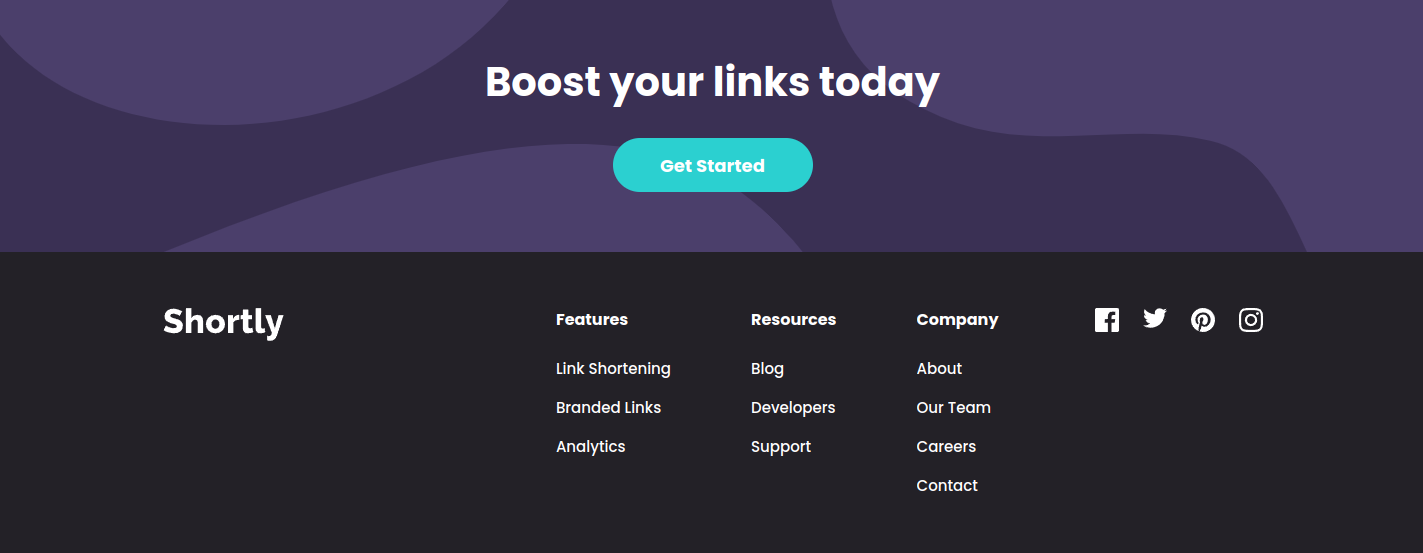 Boost your links today
Get Started
Shortly
Features
Link Shortening
Branded Links
Analytics
Resources
Blog
Developers
Support
Company
About
Our Team
Careers
Contact